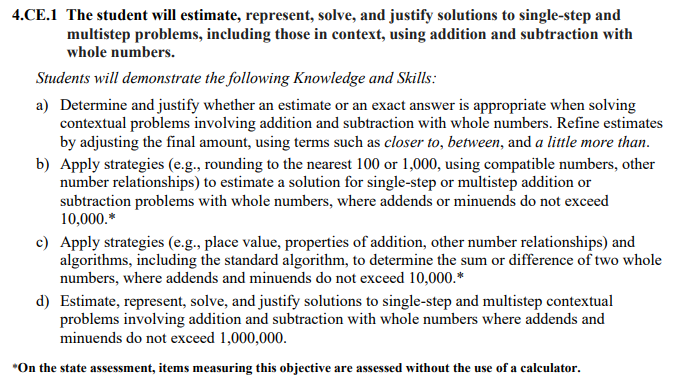 4.CE.1 The student will estimate, represent, solve, and justify solutions to single-step and
multistep problems, including those in context, using addition and subtraction with
whole numbers.
Students will demonstrate the following Knowledge and Skills:
a) Determine and justify whether an estimate or an exact answer is appropriate when solving
contextual problems involving addition and subtraction with whole numbers. Refine estimates
by adjusting the final amount, using terms such as closer to, between, and a little more than.
b) Apply strategies (e.g., rounding to the nearest 100 or 1,000, using compatible numbers, other
number relationships) to estimate a solution for single-step or multistep addition or
subtraction problems with whole numbers, where addends or minuends do not exceed
10,000.*
c) Apply strategies (e.g., place value, properties of addition, other number relationships) and
algorithms, including the standard algorithm, to determine the sum or difference of two whole
numbers, where addends and minuends do not exceed 10,000.*
d) Estimate, represent, solve, and justify solutions to single-step and multistep contextual
problems involving addition and subtraction with whole numbers where addends and
minuends do not exceed 1,000,000.
*On the state assessment, items measuring this objective are assessed without the use of a calculator.